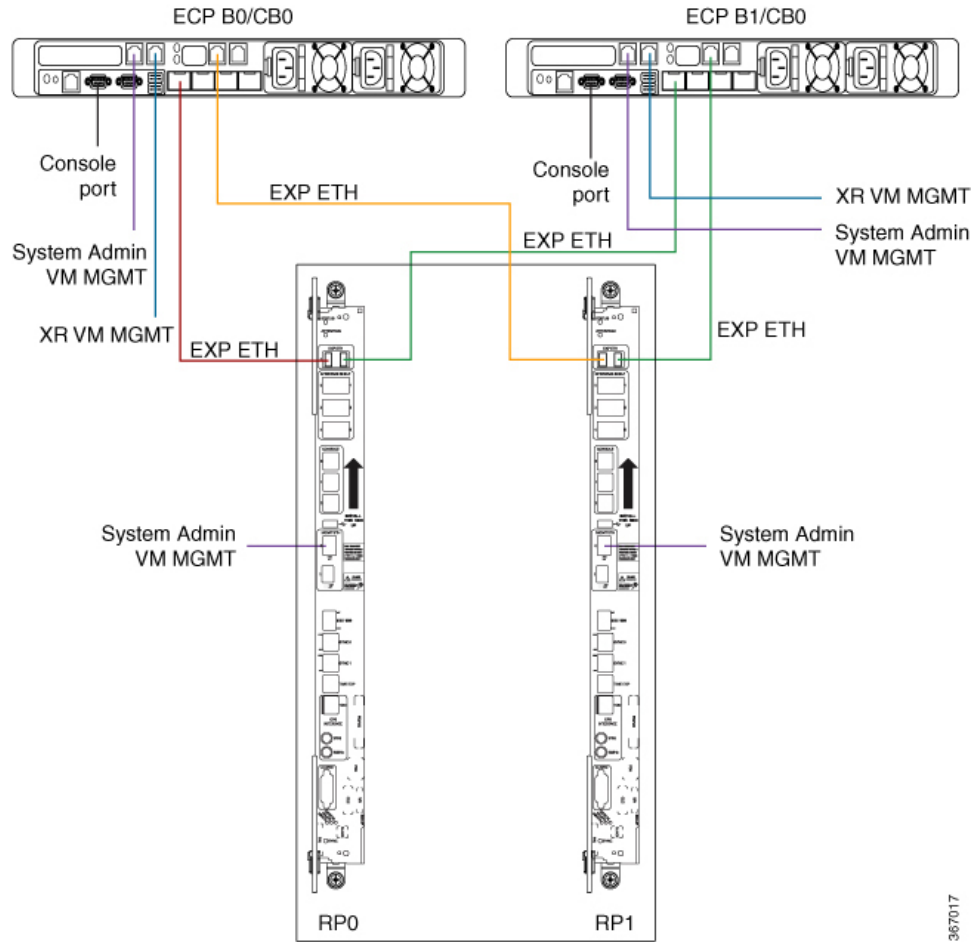 ECP B0/CB0
ECP B1/CB0
Console
port
EXP ETH
System Admin
VM MGMT
XR VM MGMT
EXP ETH
Console
port
EXP ETH
XR VM MGMT
System Admin
VM MGMT
EXP ETH
System Admin
VM MGMT
System Admin
VM MGMT
RP0
RP1
367017